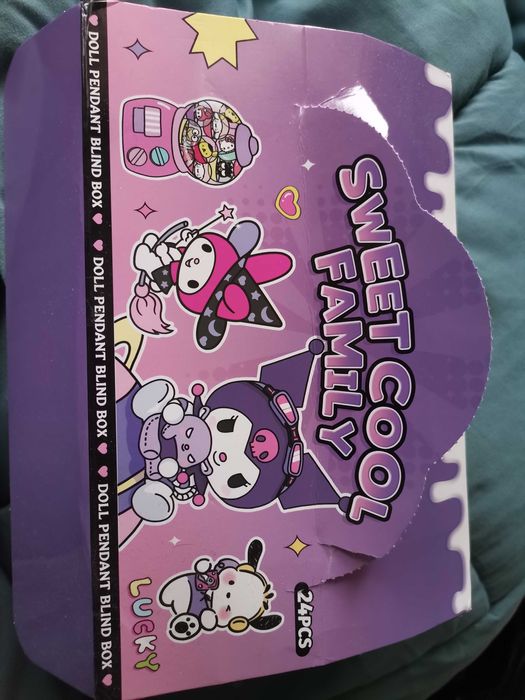 SWEET COOL
FAMILY
24PCS
LUCKY
DOLL PENDANT BLIND BOX DOLL PENDANT BLIND BOX DOLL PENDANT BLIND BOX